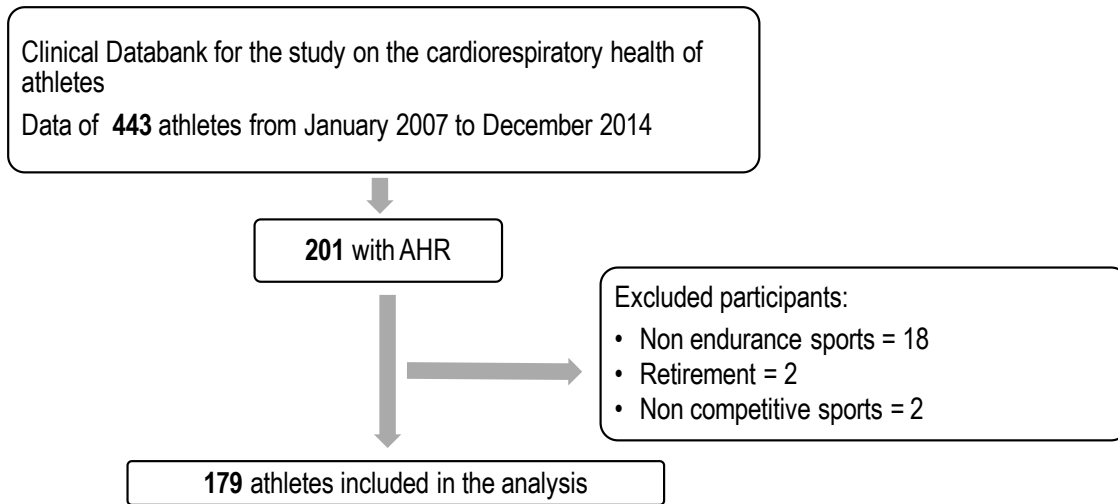 Clinical Databank for the study on the cardiorespiratory health of
athletes
Data of 443 athletes from January 2007 to December 2014
201 with AHR
Excluded participants:
• Non endurance sports = 18
• Retirement = 2
• Non competitive sports = 2
179 athletes included in the analysis